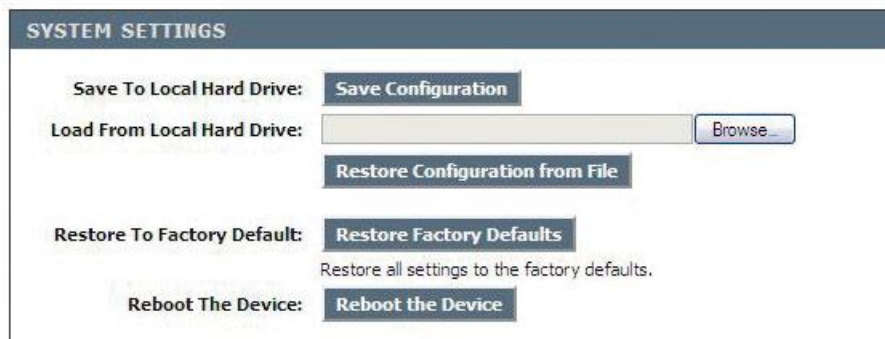 SYSTEM SETTINGS
Save To Local Hard Drive: Save Configuration
Load From Local Hard Drive: Browse...
Restore Configuration from File
Restore To Factory Default: Restore Factory Defaults
Restore all settings to the factory defaults.
Reboot The Device: Reboot the Device